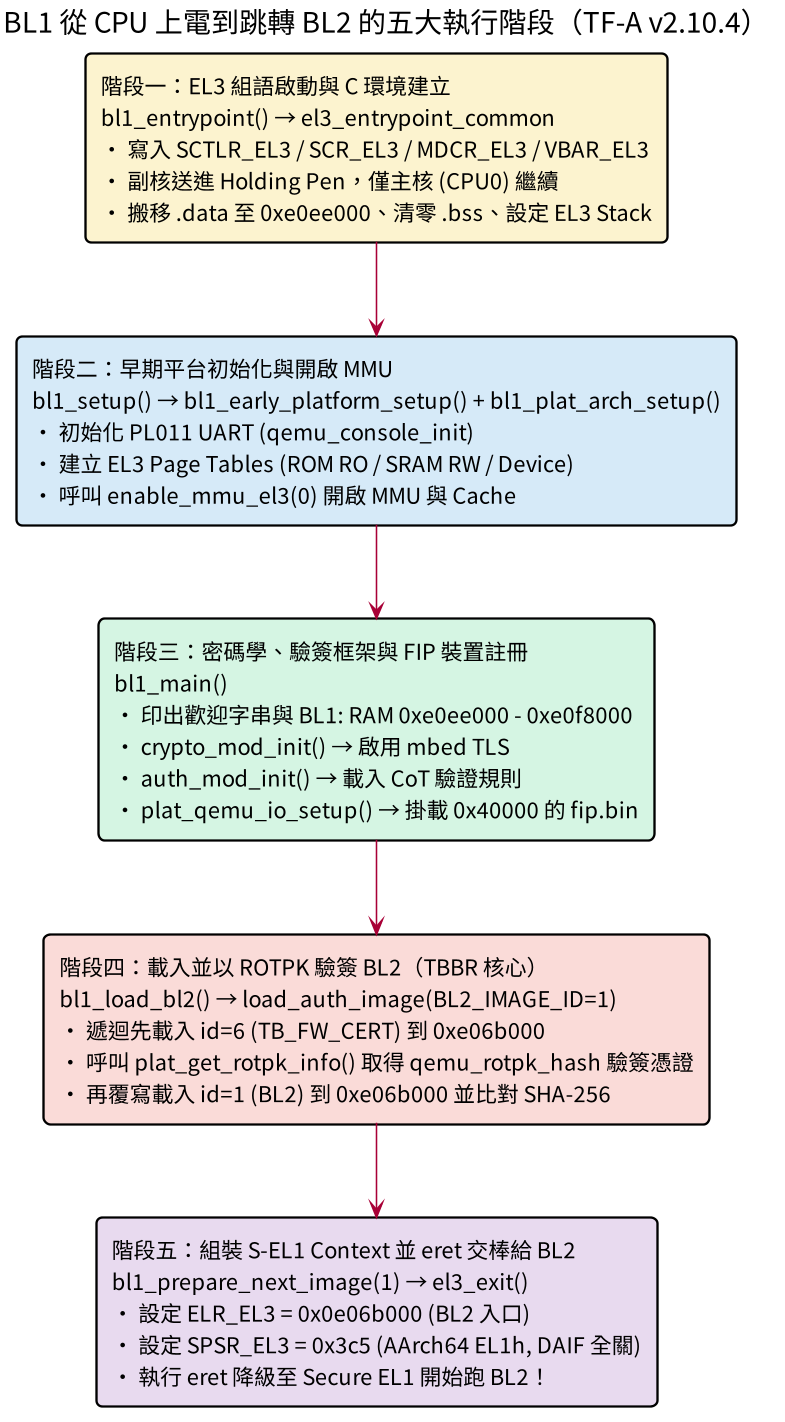 BL1 從 CPU 上電到跳轉 BL2 的五大執行階段（TF-A v2.10.4）
階段一：EL3 組語啟動與 C 環境建立
bl1_entrypoint() → el3_entrypoint_common
• 寫入 SCTLR_EL3 / SCR_EL3 / MDCR_EL3 / VBAR_EL3
• 副核送進 Holding Pen，僅主核 (CPU0) 繼續
• 搬移 .data 至 0xe0ee000、清零 .bss、設定 EL3 Stack
階段二：早期平台初始化與開啟 MMU
bl1_setup() → bl1_early_platform_setup() + bl1_plat_arch_setup()
• 初始化 PL011 UART (qemu_console_init)
• 建立 EL3 Page Tables (ROM RO / SRAM RW / Device)
• 呼叫 enable_mmu_el3(0) 開啟 MMU 與 Cache
階段三：密碼學、驗簽框架與 FIP 裝置註冊
bl1_main()
• 印出歡迎字串與 BL1: RAM 0xe0ee000 - 0xe0f8000
• crypto_mod_init() → 啟用 mbed TLS
• auth_mod_init() → 載入 CoT 驗證規則
• plat_qemu_io_setup() → 掛載 0x40000 的 fip.bin
階段四：載入並以 ROTPK 驗簽 BL2（TBBR 核心）
bl1_load_bl2() → load_auth_image(BL2_IMAGE_ID=1)
• 遞迴先載入 id=6 (TB_FW_CERT) 到 0xe06b000
• 呼叫 plat_get_rotpk_info() 取得 qemu_rotpk_hash 驗簽憑證
• 再覆寫載入 id=1 (BL2) 到 0xe06b000 並比對 SHA-256
階段五：組裝 S-EL1 Context 並 eret 交棒給 BL2
bl1_prepare_next_image(1) → el3_exit()
• 設定 ELR_EL3 = 0x0e06b000 (BL2 入口)
• 設定 SPSR_EL3 = 0x3c5 (AArch64 EL1h, DAIF 全關)
• 執行 eret 降級至 Secure EL1 開始跑 BL2！